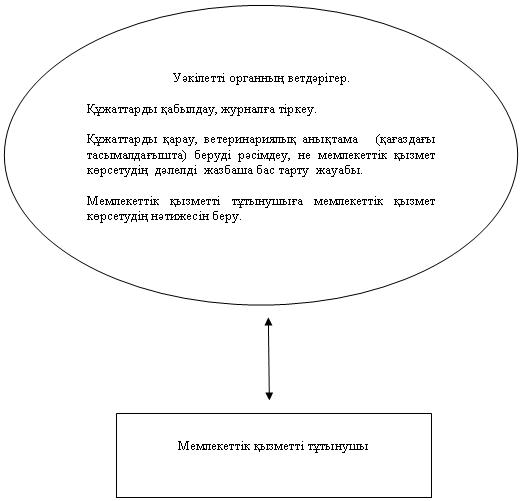 Уәкілетті органның ветдәрігер.
Құжаттарды қабылдау, журналға тіркеу.
Құжаттарды қарау, ветеринариялық анықтама (қағаздағы
тасымалдағышта) беруді рәсімдеу, не мемлекеттік қызмет
көрсетудің дәлелді жазбаша бас тарту жауабы.
Мемлекеттік қызметті тұтынушыға мемлекеттік қызмет
көрсетудің нәтижесін беру.
Мемлекеттік қызметті тұтынушы